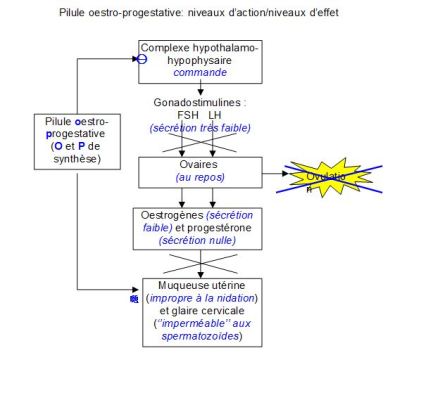 Pilule oestro-progestative: niveaux d'action/niveaux d'effet
Complexe hypothalamo-
hypophysaire
commande
Gonadostimulines :
FSH LH
(sécrétion très faible)
Pilule oestro-
progestative
(O et P de
synthèse)
Ovaires
(au repos)
Ovulatio
n
Oestrogènes (sécrétion
faible) et progestérone
(sécrétion nulle)
Muqueuse utérine
(impropre à la nidation)
et glaire cervicale
("imperméable" aux
spermatozoides)